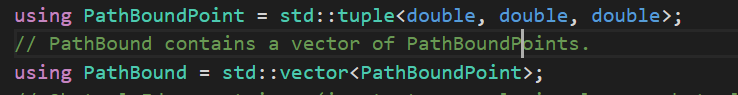 using PathBoundPoint = std::tuple<double, double, double>;
// PathBound contains a vector of PathBoundPoints.
using PathBound = std::vector<PathBoundPoint>;